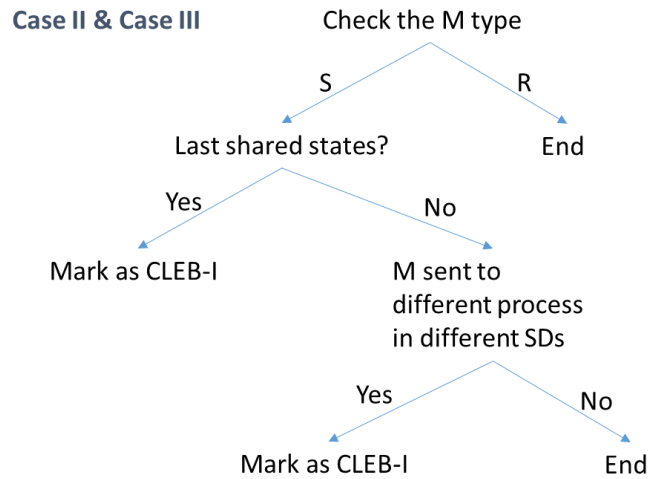 Case II & Case III
Check the M type
S
R
Last shared states?
End
Yes
No
Mark as CLEB-I
M sent to
different process
in different SDs
Yes
No
Mark as CLEB-I
End